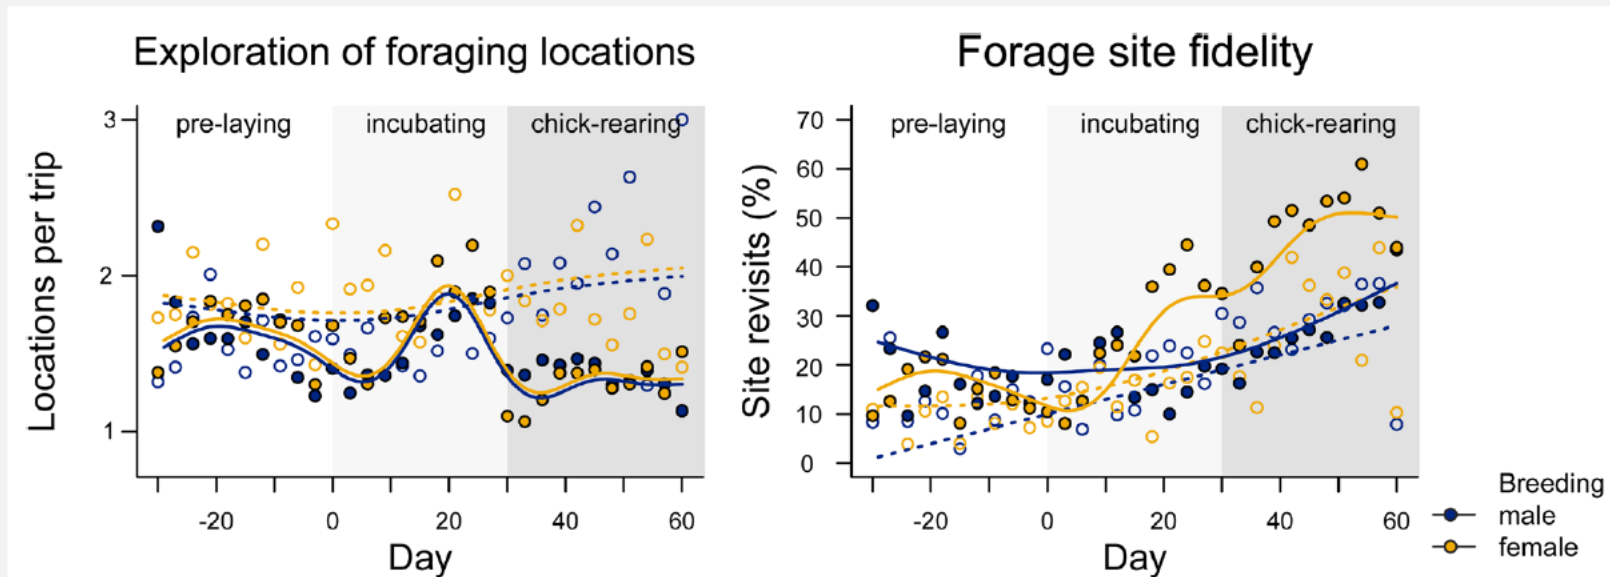 Exploration of foraging locations
Locations per trip
3
2
1
pre-laying
incubating
chick-rearing
-20
0
20
40
60
Day
Forage site fidelity
Site revisits (%)
70
60
50
40
30
20
10
0
pre-laying
incubating
chick-rearing
-20
0
20
40
60
Day
Breeding
male
female